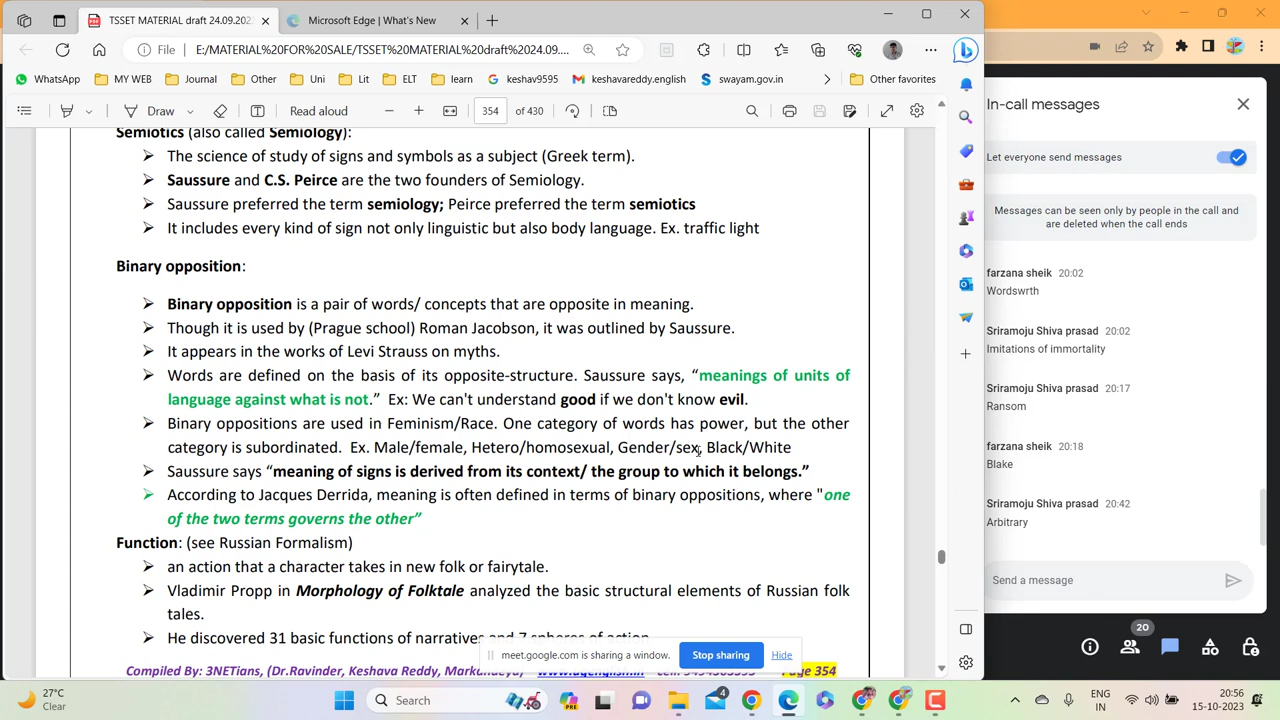 TSSET MATERIAL draft 24.09.202
Microsoft Edge | What's New
File
E:/MATERIAL%20FOR%20SALE/TSSET%20MATERIAL%20draft%2024.09....
WhatsApp
MY WEB
Journal
Other
Uni
Lit
ELT
learn
keshav9595
keshavareddy.english
swayam.gov.in
Other favorites
Draw
Read aloud
354
of 430
Semiotics (also called Semiology):
The science of study of signs and symbols as a subject (Greek term).
Saussure and C.S. Peirce are the two founders of Semiology.
Saussure preferred the term semiology; Peirce preferred the term semiotics
It includes every kind of sign not only linguistic but also body language. Ex. traffic light
Binary opposition:
Binary opposition is a pair of words/ concepts that are opposite in meaning.
Though it is used by (Prague school) Roman Jacobson, it was outlined by Saussure.
It appears in the works of Levi Strauss on myths.
Words are defined on the basis of its opposite-structure. Saussure says, “meanings of units of
language against what is not.” Ex: We can't understand good if we don't know evil.
Binary oppositions are used in Feminism/Race. One category of words has power, but the other
category is subordinated. Ex. Male/female, Hetero/homosexual, Gender/sex, Black/White
Saussure says “meaning of signs is derived from its context/ the group to which it belongs.”
According to Jacques Derrida, meaning is often defined in terms of binary oppositions, where "one
of the two terms governs the other”
Function: (see Russian Formalism)
an action that a character takes in new folk or fairytale.
Vladimir Propp in Morphology of Folktale analyzed the basic structural elements of Russian folk
tales.
He discovered 31 basic functions of narratives and 7 spheres of action.
Compiled By: 3NETians, (Dr.Ravinder, Keshava Reddy, Page 354
meet.google.com is sharing a window.
Stop sharing
Hide
In-call messages
Let everyone send messages
Messages can be seen only by people in the call and
are deleted when the call ends
farzana sheik 20:02
Wordswrth
Sriramoju Shiva prasad 20:02
Imitations of immortality
Sriramoju Shiva prasad 20:17
Ransom
farzana sheik 20:18
Blake
Sriramoju Shiva prasad 20:42
Arbitrary
Send a message
20
27°C
Clear
Search
PRE
4
ENG
IN
20:56
15-10-2023